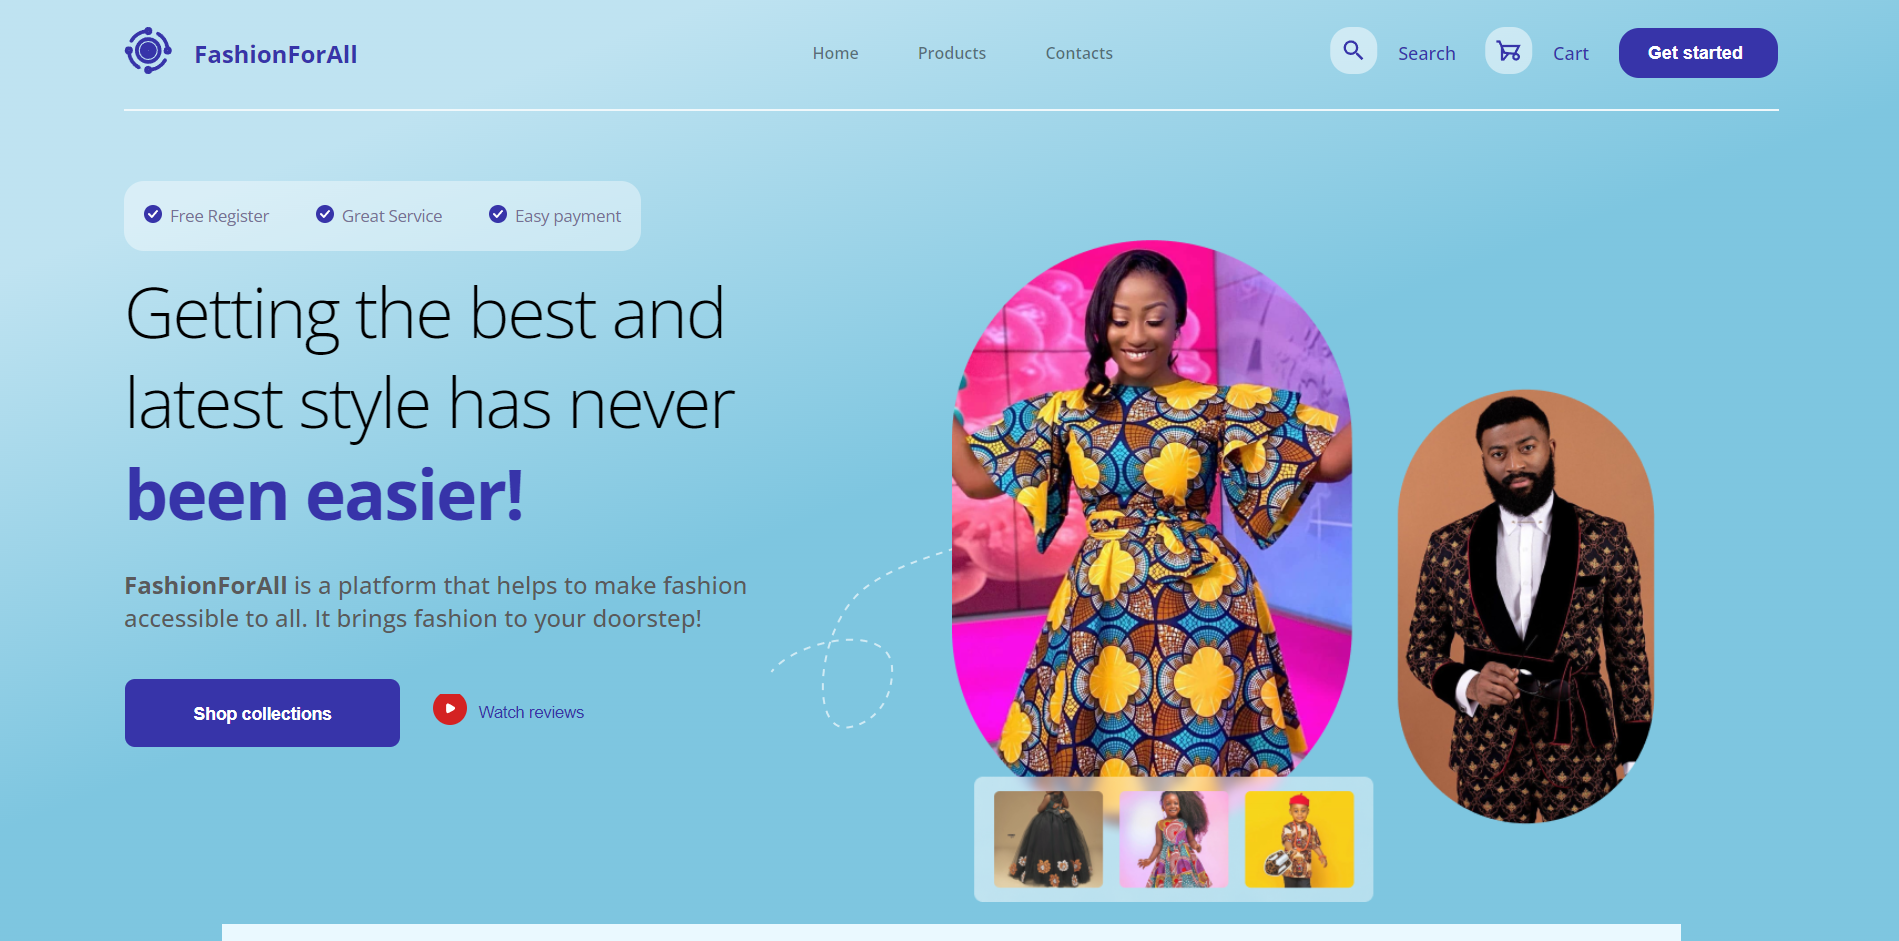 FashionForAll
Home Products Contacts
Search Cart Get started
Free Register Great Service Easy payment
Getting the best and
latest style has never
been easier!
FashionForAll is a platform that helps to make fashion
accessible to all. It brings fashion to your doorstep!
Shop collections Watch reviews